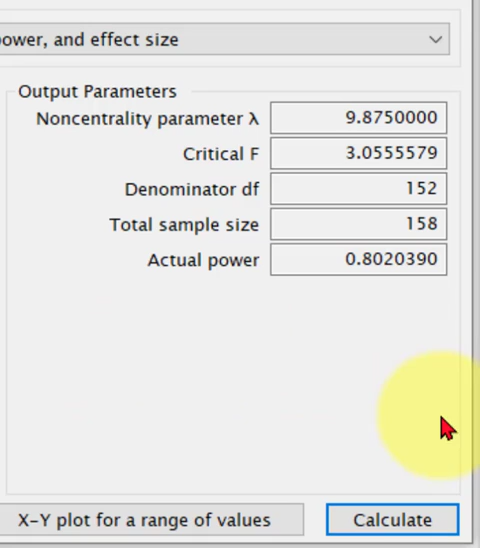 power, and effect size
Output Parameters
Noncentrality parameter λ 9.8750000
Critical F 3.0555579
Denominator df 152
Total sample size 158
Actual power 0.8020390
X-Y plot for a range of values Calculate